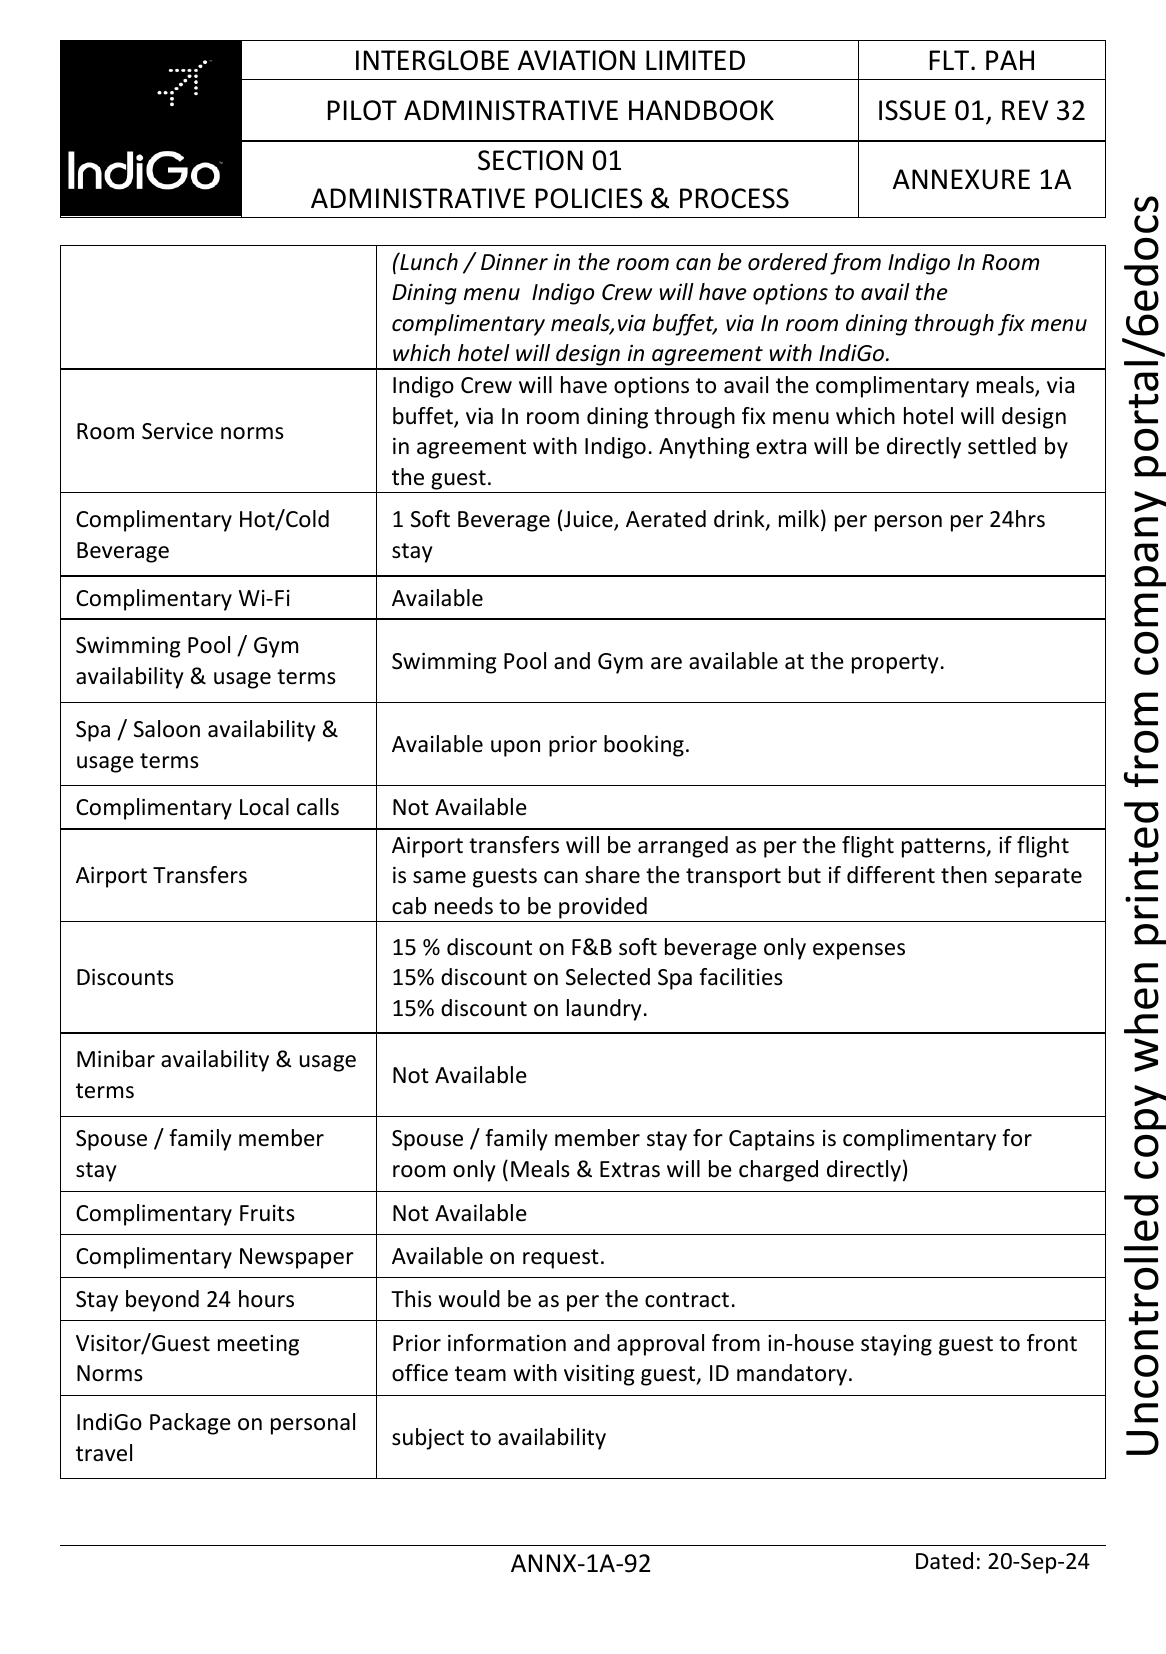 IndiGo
INTERGLOBE AVIATION LIMITED
FLT. PAH
PILOT ADMINISTRATIVE HANDBOOK
ISSUE 01, REV 32
SECTION 01
ADMINISTRATIVE POLICIES & PROCESS
ANNEXURE 1A
(Lunch / Dinner in the room can be ordered from Indigo In Room
Dining menu  Indigo Crew will have options to avail the
complimentary meals,via buffet, via In room dining through fix menu
which hotel will design in agreement with IndiGo.
Room Service norms
Indigo Crew will have options to avail the complimentary meals, via
buffet, via In room dining through fix menu which hotel will design
in agreement with Indigo. Anything extra will be directly settled by
the guest.
Complimentary Hot/Cold
Beverage
1 Soft Beverage (Juice, Aerated drink, milk) per person per 24hrs
stay
Complimentary Wi-Fi
Available
Swimming Pool / Gym
availability & usage terms
Swimming Pool and Gym are available at the property.
Spa / Saloon availability &
usage terms
Available upon prior booking.
Complimentary Local calls
Not Available
Airport Transfers
Airport transfers will be arranged as per the flight patterns, if flight
is same guests can share the transport but if different then separate
cab needs to be provided
Discounts
15 % discount on F&B soft beverage only expenses
15% discount on Selected Spa facilities
15% discount on laundry.
Minibar availability & usage
terms
Not Available
Spouse / family member
stay
Spouse / family member stay for Captains is complimentary for
room only (Meals & Extras will be charged directly)
Complimentary Fruits
Not Available
Complimentary Newspaper
Available on request.
Stay beyond 24 hours
This would be as per the contract.
Visitor/Guest meeting
Norms
Prior information and approval from in-house staying guest to front
office team with visiting guest, ID mandatory.
IndiGo Package on personal
travel
subject to availability
ANNX-1A-92
Dated: 20-Sep-24
Uncontrolled copy when printed from company portal/6edocs